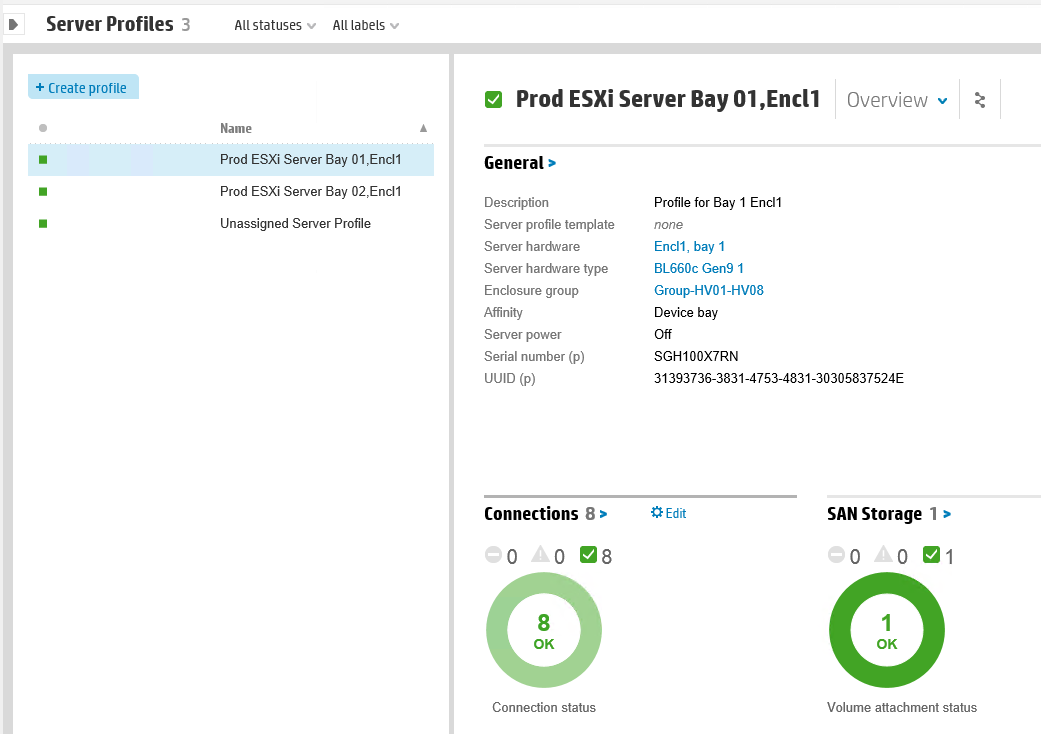 Server Profiles 3 All statuses All labels
+ Create profile
Name
Prod ESXi Server Bay 01,Encl1
Prod ESXi Server Bay 02,Encl1
Unassigned Server Profile
Prod ESXi Server Bay 01,Encl1 Overview
General >
Description Profile for Bay 1 Encl1
Server profile template none
Server hardware Encl1, bay 1
Server hardware type BL660c Gen9 1
Enclosure group Group-HV01-HV08
Affinity Device bay
Server power Off
Serial number (p) SGH100X7RN
UUID (p) 31393736-3831-4753-4831-30305837524E
Connections 8 > Edit
0 0 8
8
OK
Connection status
SAN Storage 1 >
0 0 1
1
OK
Volume attachment status